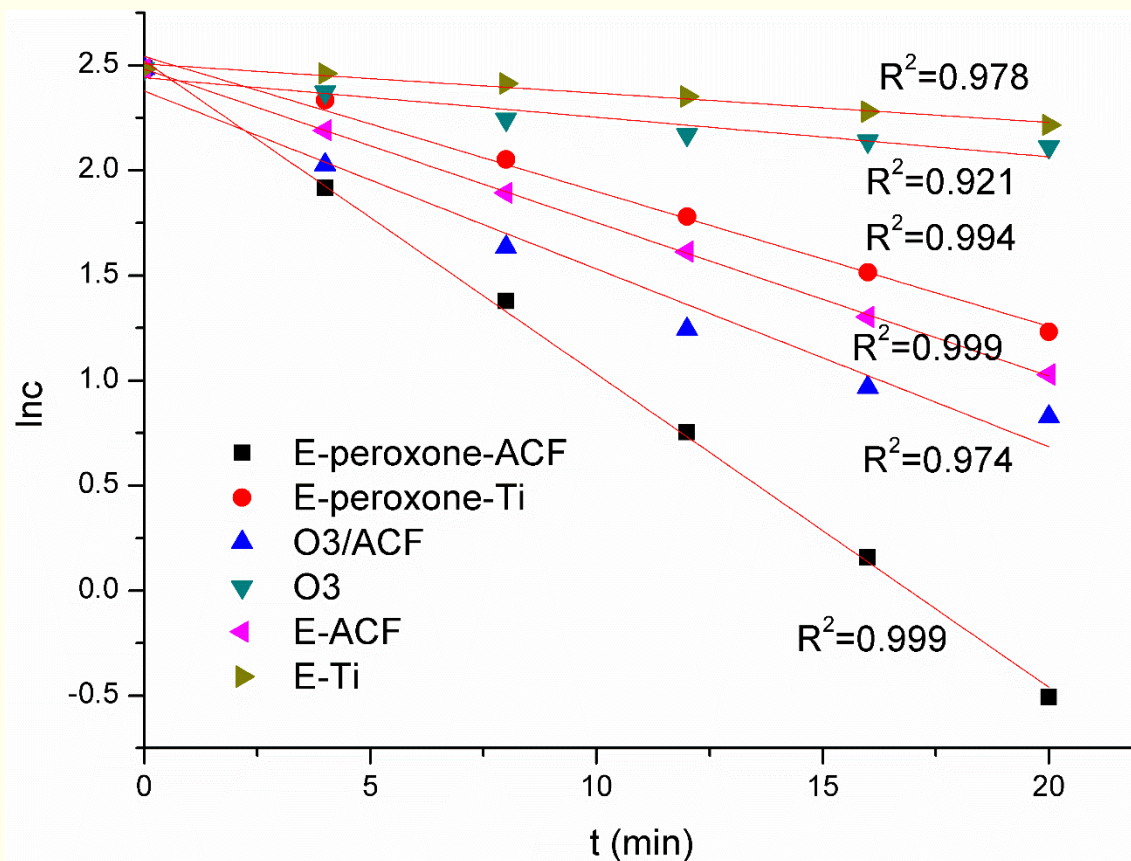 2.5
2.0
1.5
1.0
0.5
0.0
-0.5
lnc
R²=0.978
R²=0.921
R²=0.994
R²=0.999
R²=0.974
R²=0.999
E-peroxone-ACF
E-peroxone-Ti
O3/ACF
O3
E-ACF
E-Ti
0 5 10 15 20
t (min)